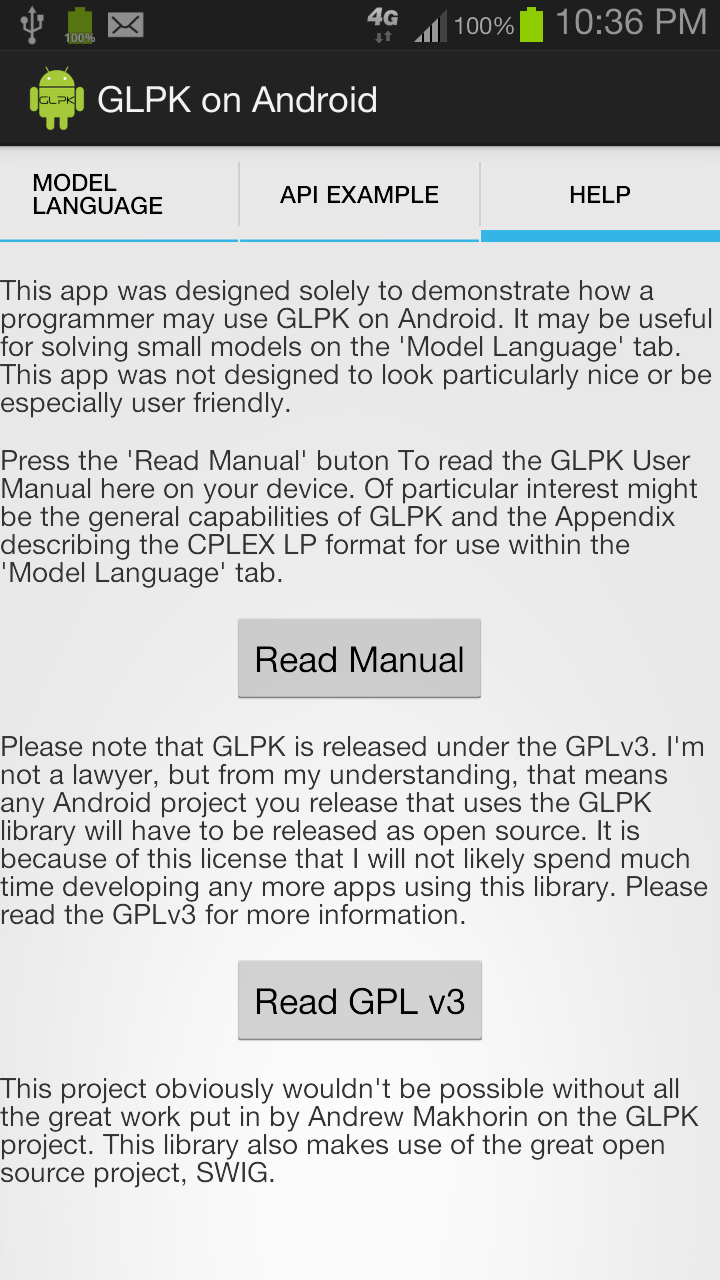 100%
4G
100%
10:36 PM
GLPK
GLPK on Android
MODEL
LANGUAGE
API EXAMPLE
HELP
This app was designed solely to demonstrate how a
programmer may use GLPK on Android. It may be useful
for solving small models on the 'Model Language' tab.
This app was not designed to look particularly nice or be
especially user friendly.
Press the 'Read Manual' buton To read the GLPK User
Manual here on your device. Of particular interest might
be the general capabilities of GLPK and the Appendix
describing the CPLEX LP format for use within the
'Model Language' tab.
Read Manual
Please note that GLPK is released under the GPLv3. I'm
not a lawyer, but from my understanding, that means
any Android project you release that uses the GLPK
library will have to be released as open source. It is
because of this license that I will not likely spend much
time developing any more apps using this library. Please
read the GPLv3 for more information.
Read GPL v3
This project obviously wouldn't be possible without all
the great work put in by Andrew Makhorin on the GLPK
project. This library also makes use of the great open
source project, SWIG.